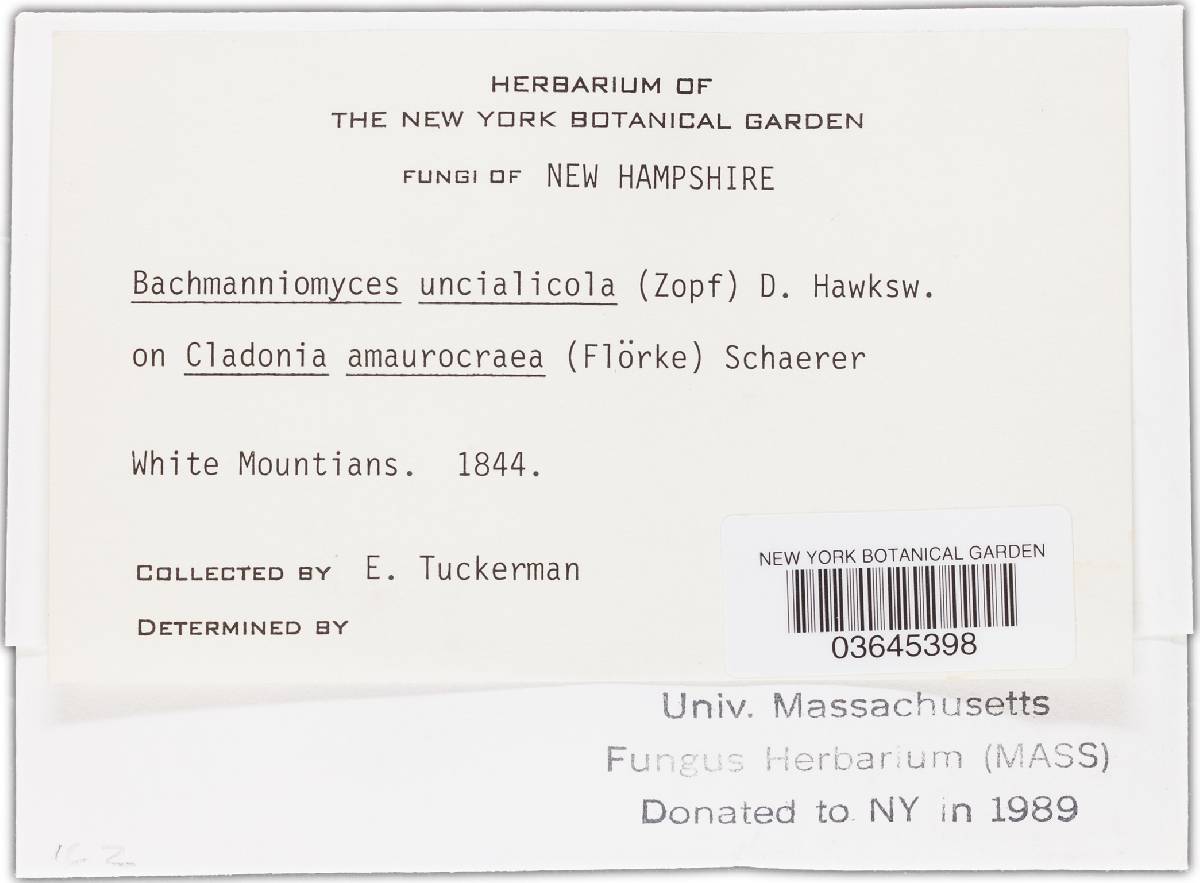 HERBARIUM OF
THE NEW YORK BOTANICAL GARDEN
FUNGI OF NEW HAMPSHIRE
Bachmanniomyces uncialicola (Zopf) D. Hawksw.
on Cladonia amaurocraea (Flörke) Schaerer
White Mountians. 1844.
COLLECTED BY E. Tuckerman
DETERMINED BY
NEW YORK BOTANICAL GARDEN
03645398
Univ. Massachusetts
Fungus Herbarium (MASS)
Donated to NY in 1989